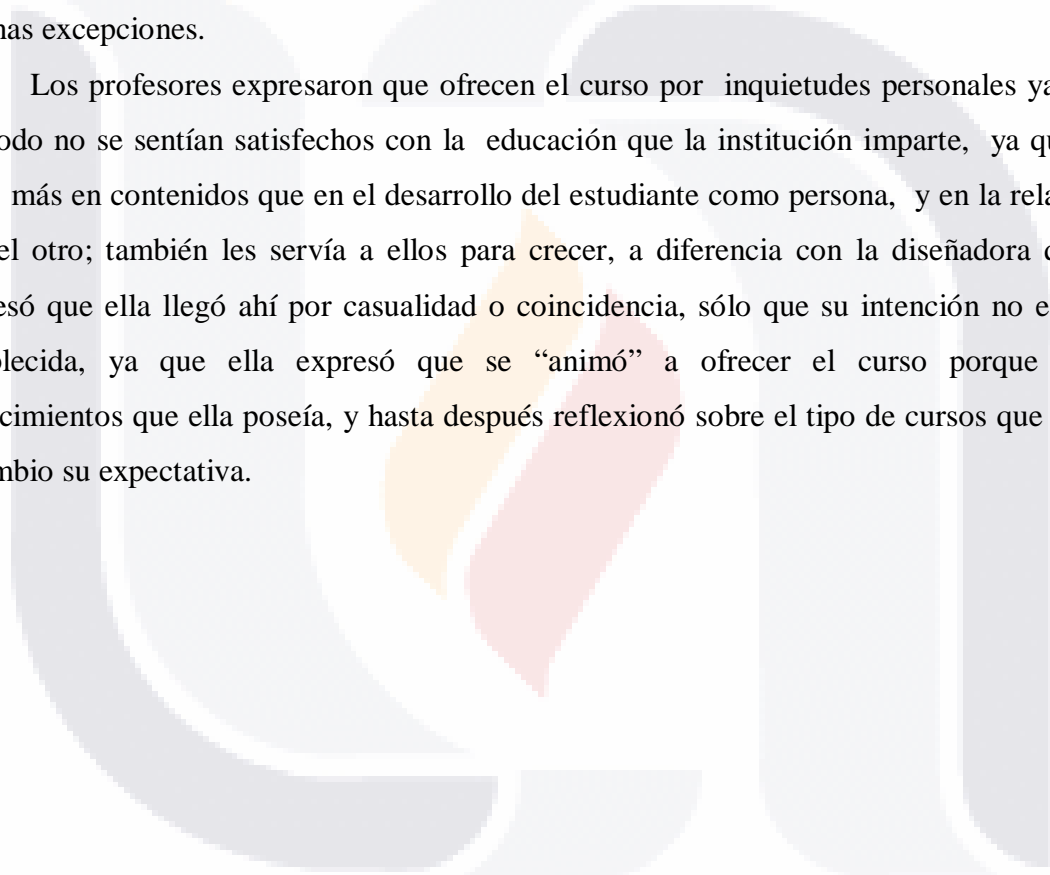 nas excepciones.
Los profesores expresaron que ofrecen el curso por inquietudes personales ya
odo no se sentían satisfechos con la educación que la institución imparte, ya qu
más en contenidos que en el desarrollo del estudiante como persona, y en la rela
el otro; también les servía a ellos para crecer, a diferencia con la diseñadora
esó que ella llegó ahí por casualidad o coincidencia, sólo que su intención no e
lecida, ya que ella expresó que se “animó” a ofrecer el curso porque
cimientos que ella poseía, y hasta después reflexionó sobre el tipo de cursos que
mbio su expectativa.